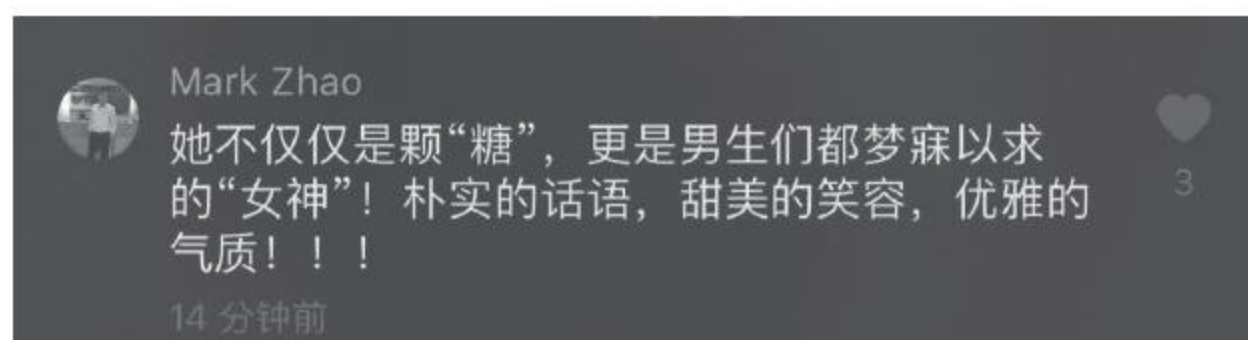 Mark Zhao
她不仅仅是颗“糖”，更是男生们都梦寐以求
的“女神”！朴实的话语，甜美的笑容，优雅的
气质！！！
3
14 分钟前